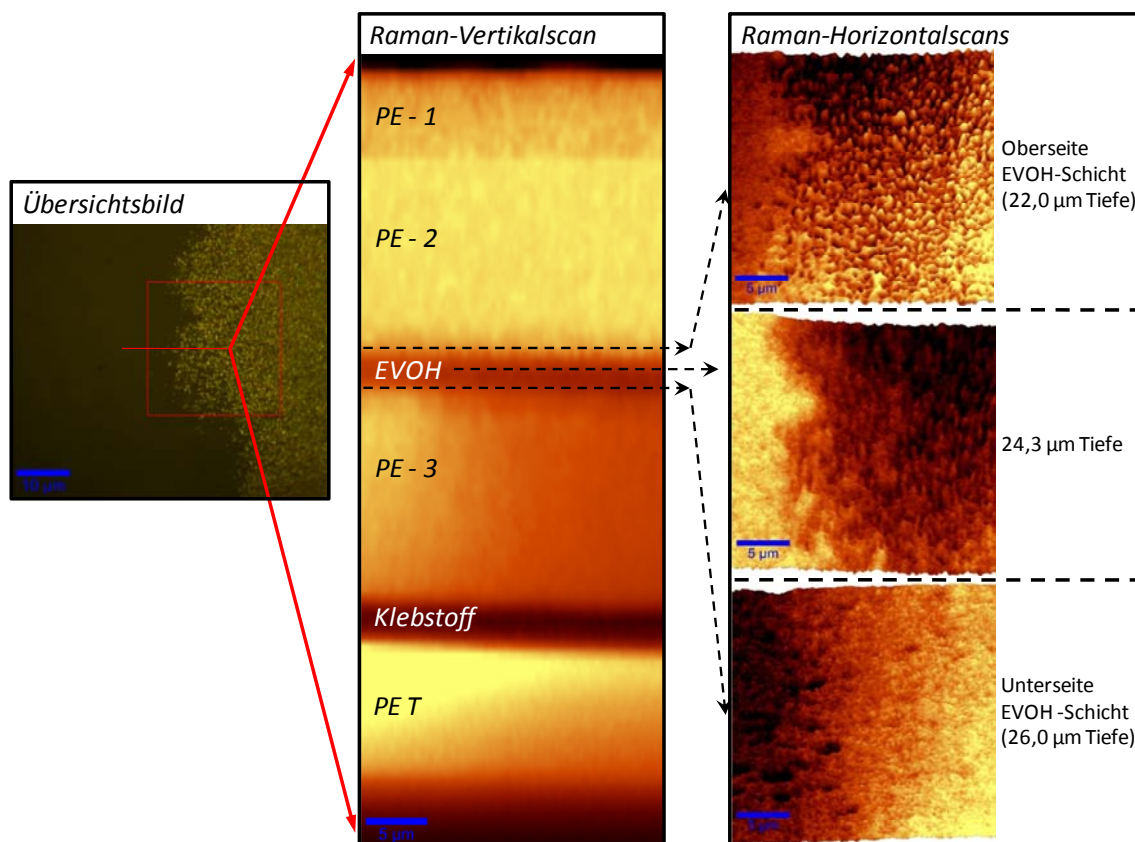 Übersichtsbild
10 µm
Raman-Vertikalscan
PE - 1
PE - 2
EVOH
PE - 3
Klebstoff
PE T
5 µm
Raman-Horizontalscans
5 µm
Oberseite
EVOH-Schicht
(22,0 µm Tiefe)
5 µm
24,3 µm Tiefe
5 µm
Unterseite
EVOH -Schicht
(26,0 µm Tiefe)